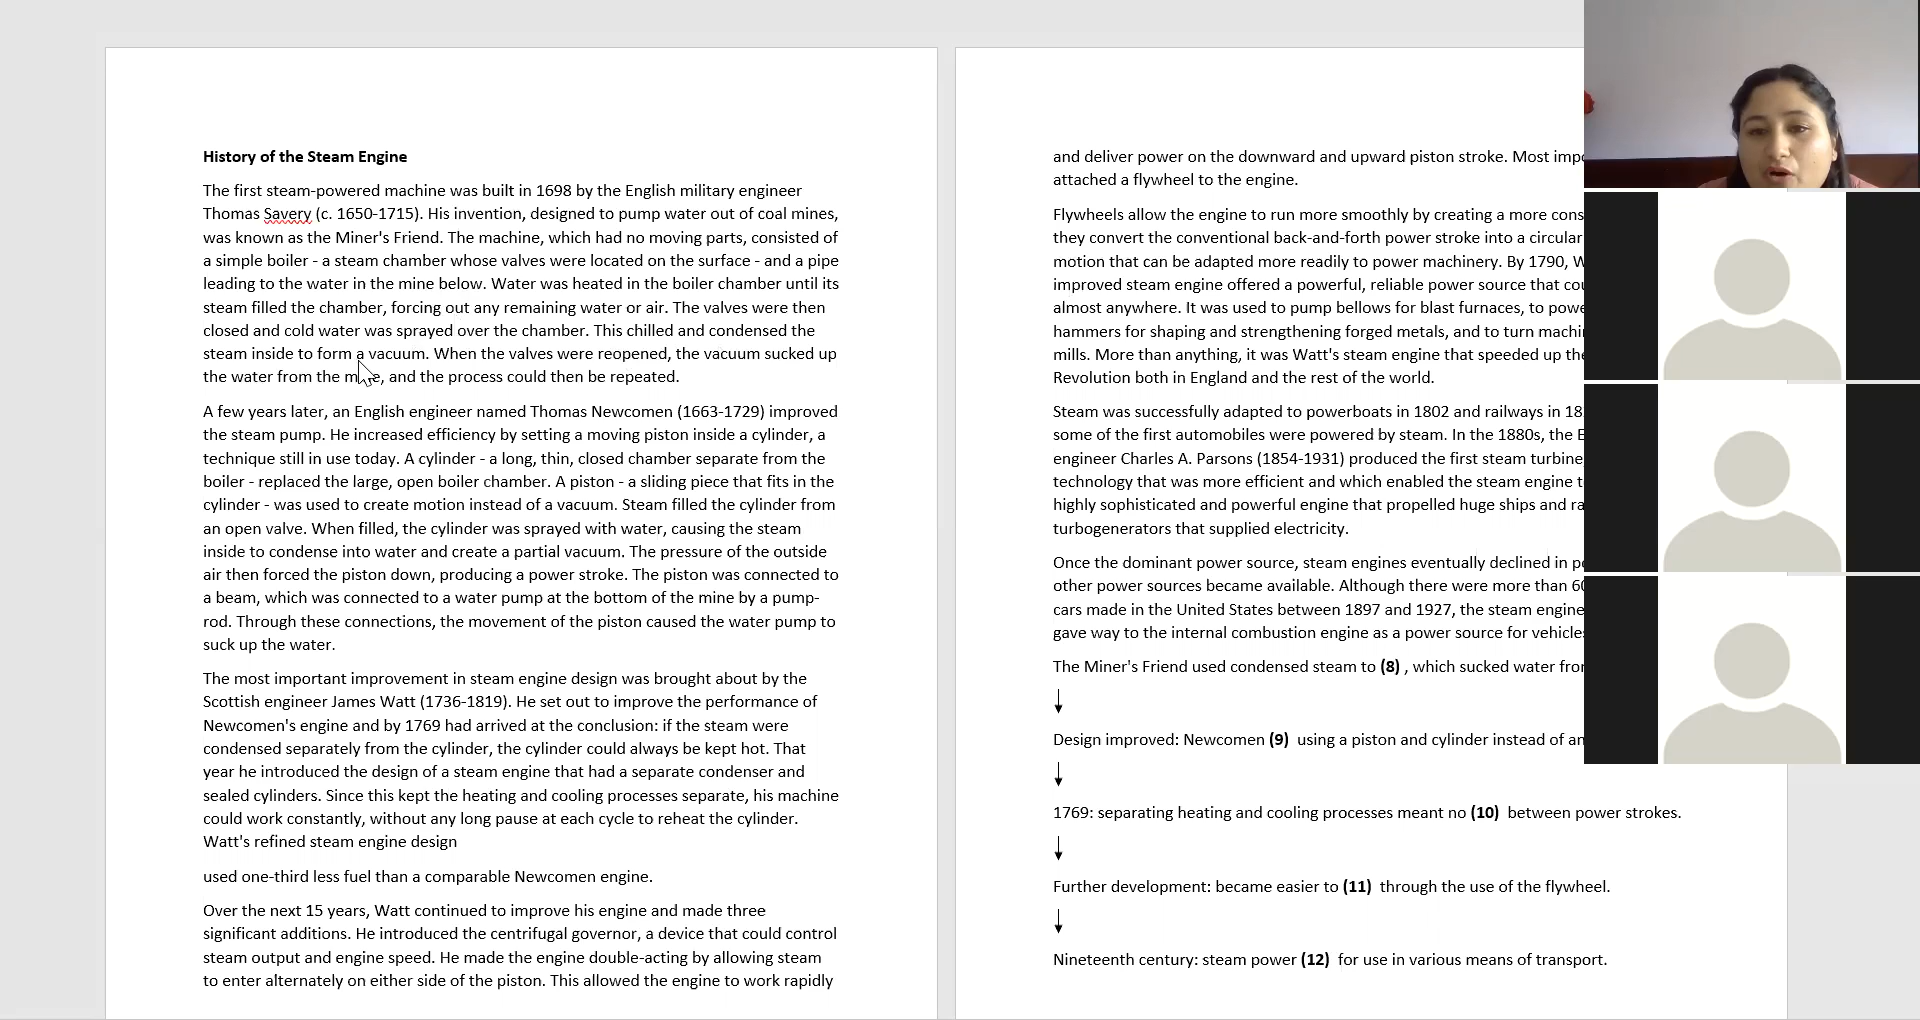 History of the Steam Engine
The first steam-powered machine was built in 1698 by the English military engineer
Thomas Savery (c. 1650-1715). His invention, designed to pump water out of coal mines,
was known as the Miner's Friend. The machine, which had no moving parts, consisted of
a simple boiler - a steam chamber whose valves were located on the surface - and a pipe
leading to the water in the mine below. Water was heated in the boiler chamber until its
steam filled the chamber, forcing out any remaining water or air. The valves were then
closed and cold water was sprayed over the chamber. This chilled and condensed the
steam inside to form a vacuum. When the valves were reopened, the vacuum sucked up
the water from the mine, and the process could then be repeated.
A few years later, an English engineer named Thomas Newcomen (1663-1729) improved
the steam pump. He increased efficiency by setting a moving piston inside a cylinder, a
technique still in use today. A cylinder - a long, thin, closed chamber separate from the
boiler - replaced the large, open boiler chamber. A piston - a sliding piece that fits in the
cylinder - was used to create motion instead of a vacuum. Steam filled the cylinder from
an open valve. When filled, the cylinder was sprayed with water, causing the steam
inside to condense into water and create a partial vacuum. The pressure of the outside
air then forced the piston down, producing a power stroke. The piston was connected to
a beam, which was connected to a water pump at the bottom of the mine by a pump-
rod. Through these connections, the movement of the piston caused the water pump to
suck up the water.
The most important improvement in steam engine design was brought about by the
Scottish engineer James Watt (1736-1819). He set out to improve the performance of
Newcomen's engine and by 1769 had arrived at the conclusion: if the steam were
condensed separately from the cylinder, the cylinder could always be kept hot. That
year he introduced the design of a steam engine that had a separate condenser and
sealed cylinders. Since this kept the heating and cooling processes separate, his machine
could work constantly, without any long pause at each cycle to reheat the cylinder.
Watt's refined steam engine design
used one-third less fuel than a comparable Newcomen engine.
Over the next 15 years, Watt continued to improve his engine and made three
significant additions. He introduced the centrifugal governor, a device that could control
steam output and engine speed. He made the engine double-acting by allowing steam
to enter alternately on either side of the piston. This allowed the engine to work rapidly
and deliver power on the downward and upward piston stroke. Most
attached a flywheel to the engine.
Flywheels allow the engine to run more smoothly by creating a more
they convert the conventional back-and-forth power stroke into a circular
motion that can be adapted more readily to power machinery. By 1790,
improved steam engine offered a powerful, reliable power source that
almost anywhere. It was used to pump bellows for blast furnaces, to
hammers for shaping and strengthening forged metals, and to turn
mills. More than anything, it was Watt's steam engine that speeded up
Revolution both in England and the rest of the world.
Steam was successfully adapted to powerboats in 1802 and railways in
some of the first automobiles were powered by steam. In the 1880s, the
engineer Charles A. Parsons (1854-1931) produced the first steam turbine
technology that was more efficient and which enabled the steam engine
highly sophisticated and powerful engine that propelled huge ships and
turbogenerators that supplied electricity.
Once the dominant power source, steam engines eventually declined in
other power sources became available. Although there were more than
cars made in the United States between 1897 and 1927, the steam engine
gave way to the internal combustion engine as a power source for
The Miner's Friend used condensed steam to (8) , which sucked water
Design improved: Newcomen (9) using a piston and cylinder instead of
1769: separating heating and cooling processes meant no (10) between power strokes.
Further development: became easier to (11) through the use of the flywheel.
Nineteenth century: steam power (12) for use in various means of transport.